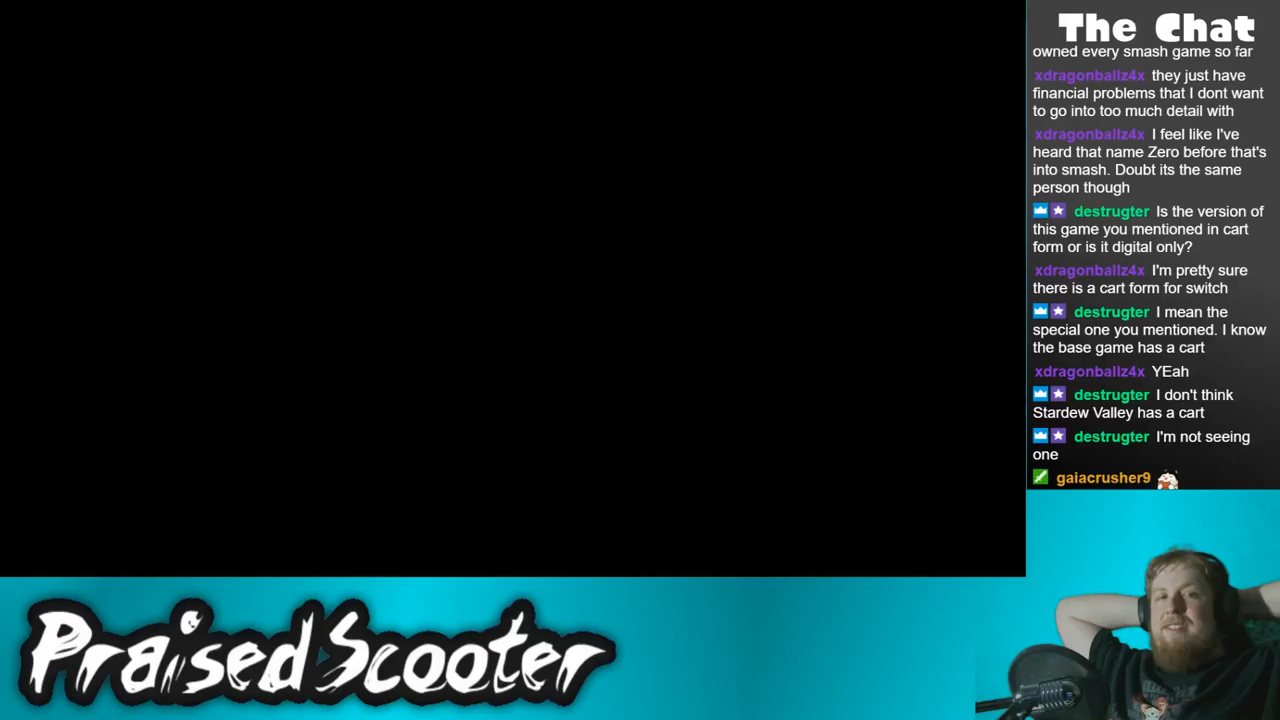 The Chat
owned every smash game so far
xdragonballz4x they just have
financial problems that I dont want
to go into too much detail with
xdragonballz4x I feel like I've
heard that name Zero before that's
into smash. Doubt its the same
person though
destrugter Is the version of
this game you mentioned in cart
form or is it digital only?
xdragonballz4x I'm pretty sure
there is a cart form for switch
destrugter I mean the
special one you mentioned. I know
the base game has a cart
xdragonballz4x YEah
destrugter I don't think
Stardew Valley has a cart
destrugter I'm not seeing
one
gaiacrusher9
PraisedScooter